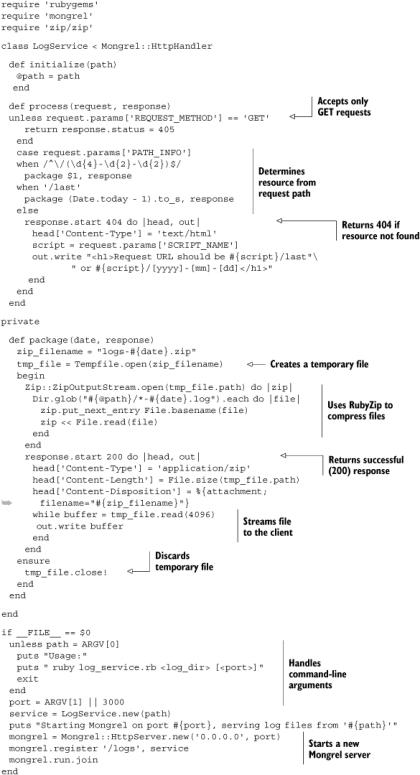 require 'rubygems'
require 'mongrel'
require 'zip/zip'
class LogService < Mongrel::HttpHandler
def initialize(path)
@path = path
end
def process(request, response)
unless request.params['REQUEST_METHOD'] == 'GET'
Accepts only
GET requests
return response.status = 405
end
case request.params['PATH_INFO']
when /^\/(\d{4}-\d{2}-\d{2})$/
package $1, response
when '/last'
package (Date.today - 1).to_s, response
else
Determines
resource from
request path
response.start 404 do |head, out|
head['Content-Type'] = 'text/html'
script = request.params['SCRIPT_NAME']
out.write "<h1>Request URL should be #{script}/last"\
" or #{script}/[yyyy]-[mm]-[dd]</h1>"
Returns 404 if
resource not found
end
end
end
private
def package(date, response)
zip_filename = "logs-#{date}.zip"
tmp_file = Tempfile.open(zip_filename)
Creates a temporary file
begin
Zip::ZipOutputStream.open(tmp_file.path) do |zip|
Dir.glob("#{@path}/*-#{date}.log").each do |file|
zip.put_next_entry File.basename(file)
zip << File.read(file)
end
end
Uses RubyZip to
compress files
response.start 200 do |head, out|
Returns successful
(200) response
head['Content-Type'] = 'application/zip'
head['Content-Length'] = File.size(tmp_file.path)
head['Content-Disposition'] = %{attachment;
filename="#{zip_filename}"}
while buffer = tmp_file.read(4096)
out.write buffer
end
end
Streams file
to the client
ensure
tmp_file.close!
Discards
temporary file
end
end
end
if __FILE__ == $0
unless path = ARGV[0]
puts "Usage:"
puts " ruby log_service.rb <log_dir> [<port>]"
exit
end
port = ARGV[1] || 3000
Handles
command-line
arguments
service = LogService.new(path)
puts "Starting Mongrel on port #{port}, serving log files from '#{path}'"
mongrel = Mongrel::HttpServer.new('0.0.0.0', port)
mongrel.register '/logs', service
mongrel.run.join
Starts a new
Mongrel server
end